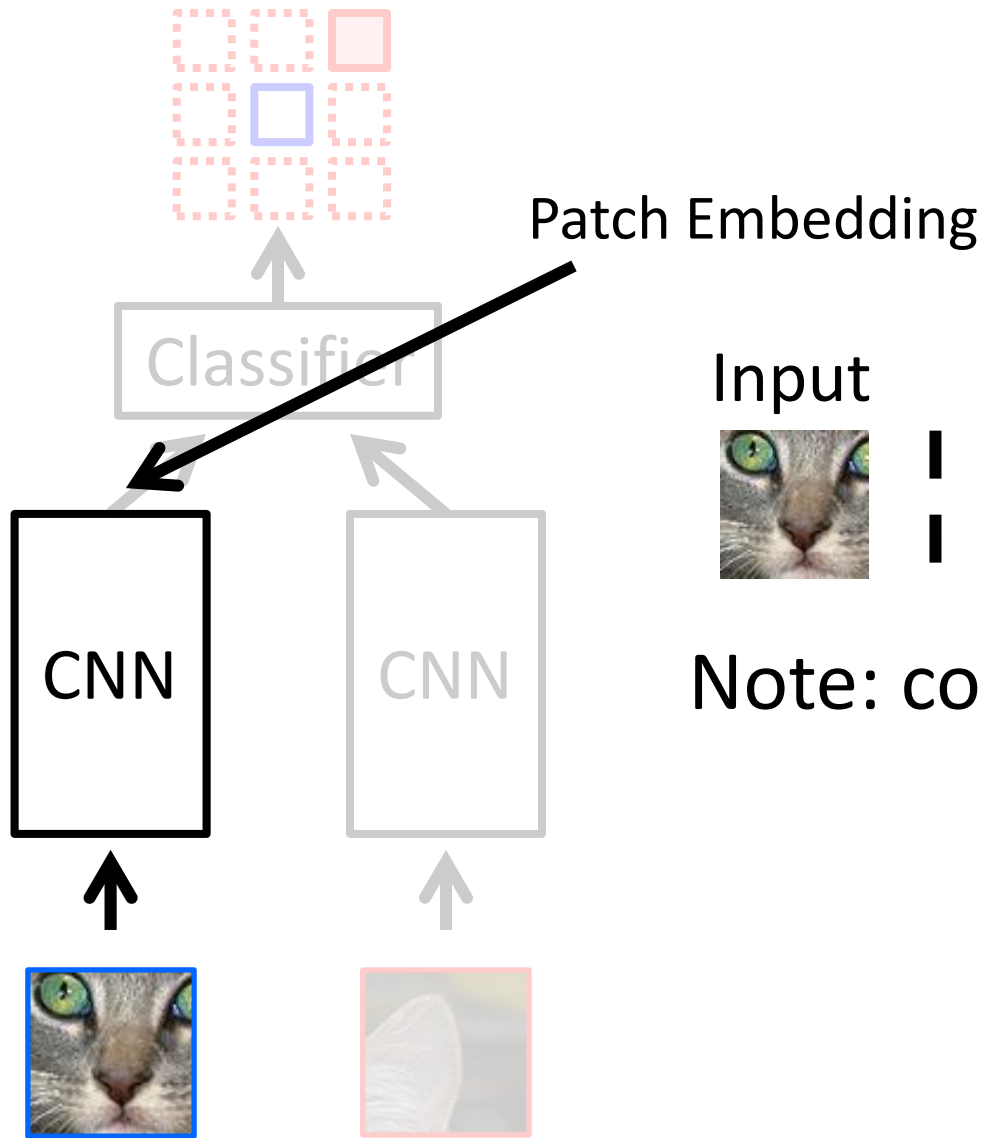 Patch Embedding
Classifier
Input
CNN
CNN
Note: co